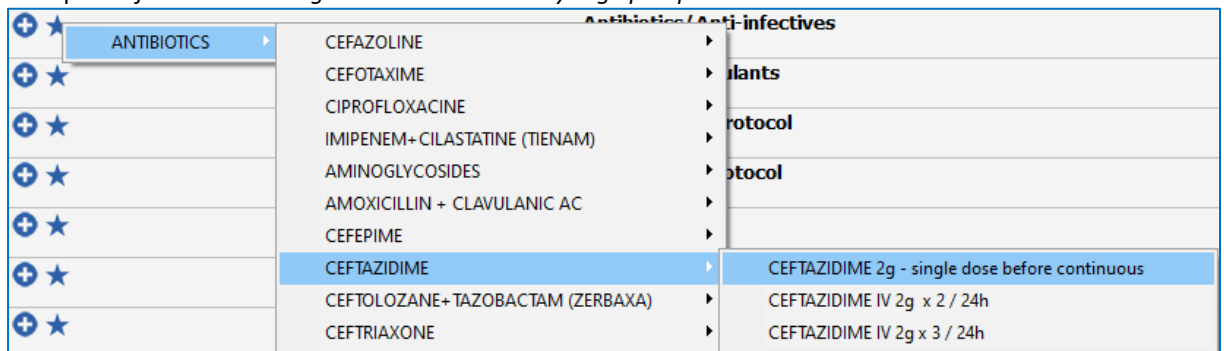 Antibiotics/Anti-infectives
ANTIBIOTICS
CEFAZOLINE
CEFOTAXIME
ulants
CIPROFLOXACINE
rotocol
IMIPENEM+CILASTATINE (TIENAM)
AMINOGLYCOSIDES
otocol
AMOXICILLIN + CLAVULANIC AC
CEFEPIME
CEFTAZIDIME
CEFTAZIDIME 2g - single dose before continuous
CEFTOLOZANE+TAZOBACTAM (ZERBAXA)
CEFTAZIDIME IV 2g x 2 / 24h
CEFTRIAXONE
CEFTAZIDIME IV 2g x 3 / 24h